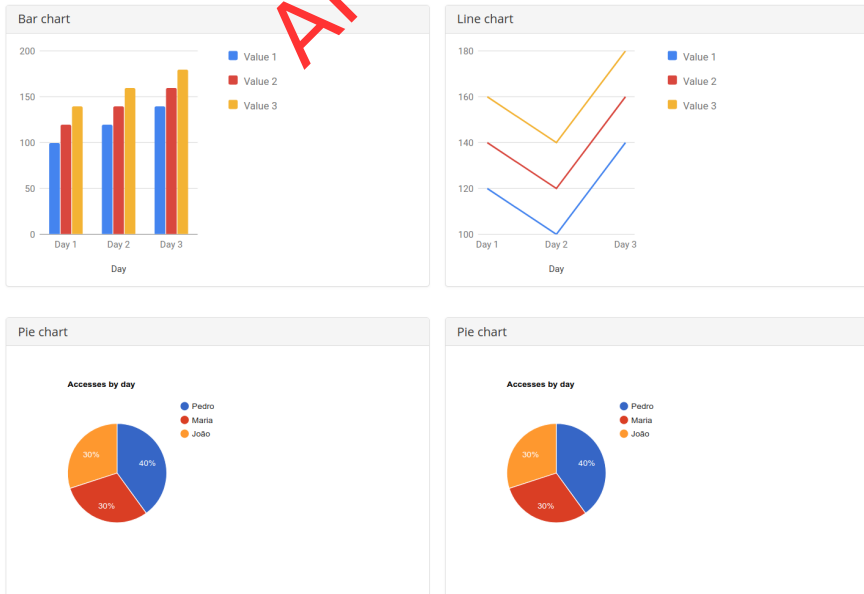 Bar chart
200
150
100
50
0
Day 1 Day 2 Day 3
Day
Value 1
Value 2
Value 3
Line chart
180
160
140
120
100
Day 1 Day 2 Day 3
Day
Value 1
Value 2
Value 3
Pie chart
Accesses by day
Pedro
Maria
João
30%
40%
30%
Pie chart
Accesses by day
Pedro
Maria
João
30%
40%
30%